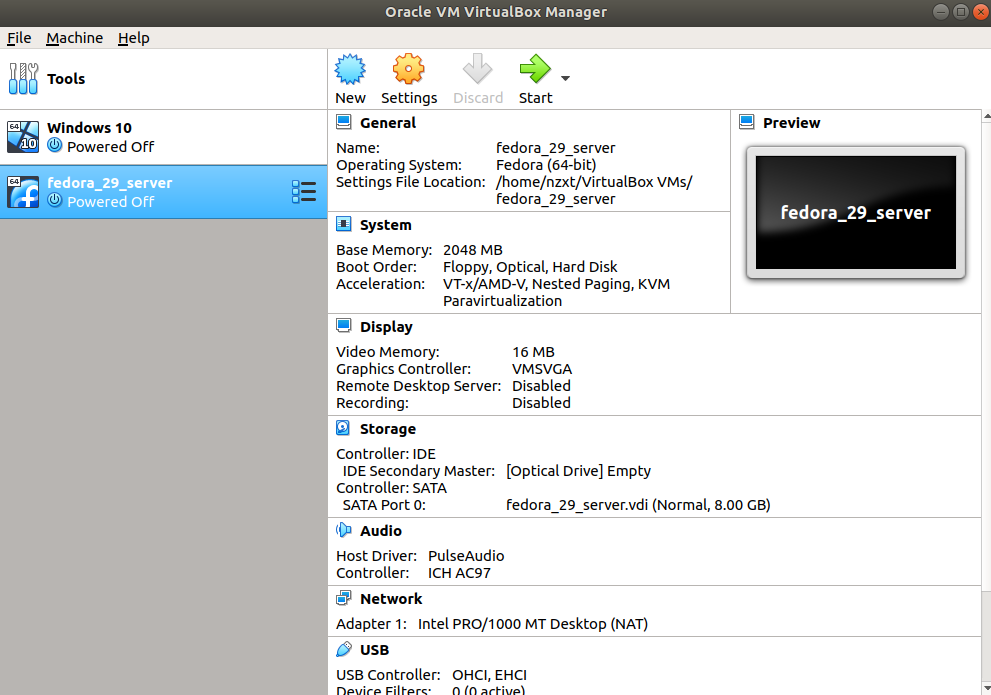 Oracle VM VirtualBox Manager
File Machine Help
Tools
New Settings Discard Start
64 10 Windows 10
Powered Off
64 fedora_29_server
Powered Off
General
Name: fedora_29_server
Operating System: Fedora (64-bit)
Settings File Location: /home/nzxt/VirtualBox VMs/
fedora_29_server
Preview
fedora_29_server
System
Base Memory: 2048 MB
Boot Order: Floppy, Optical, Hard Disk
Acceleration: VT-x/AMD-V, Nested Paging, KVM
Paravirtualization
Display
Video Memory: 16 MB
Graphics Controller: VMSVGA
Remote Desktop Server: Disabled
Recording: Disabled
Storage
Controller: IDE
IDE Secondary Master: [Optical Drive] Empty
Controller: SATA
SATA Port 0: fedora_29_server.vdi (Normal, 8.00 GB)
Audio
Host Driver: PulseAudio
Controller: ICH AC97
Network
Adapter 1: Intel PRO/1000 MT Desktop (NAT)
USB
USB Controller: OHCI, EHCI
Device Filters: 0 (0 active)